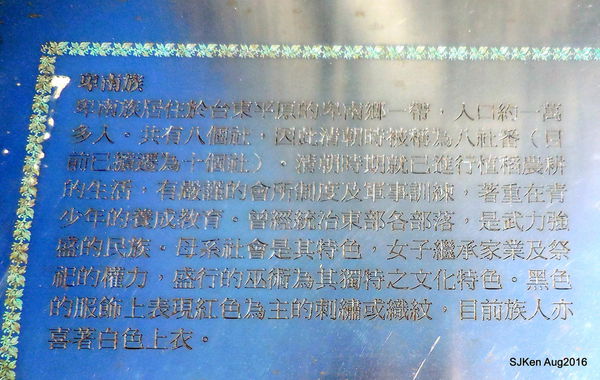 卑南族
卑南族居住於台東平原的卑南鄉一帶，人口約一萬
多人。共有八個社，因此清朝時被稱為八社番（目
前已擴遷為十個社）。清朝時期就已進行植稻農耕
的生活，有嚴謹的會所制度及軍事訓練，著重在青
少年的養成教育。曾經統治東部各部落，是武力強
盛的民族。母系社會是其特色，女子繼承家業及祭
祀的權力，盛行的巫術為其獨特之文化特色。黑色
的服飾上表現紅色為主的刺繡或織紋，目前族人亦
喜著白色上衣。
SJKen Aug2016